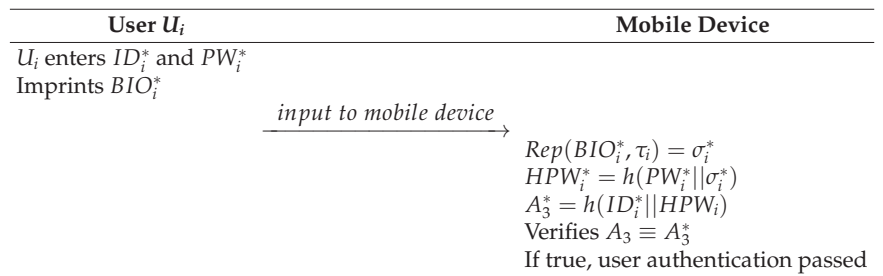 User U_i Mobile Device
U_i enters ID_i^* and PW_i^*
Imprints BIO_i^*
input to mobile device
Rep(BIO_i^*, τ_i) = σ_i^*
HPW_i^* = h(PW_i^*||σ_i^*)
A_3^* = h(ID_i^*||HPW_i)
Verifies A_3 ≡ A_3^*
If true, user authentication passed